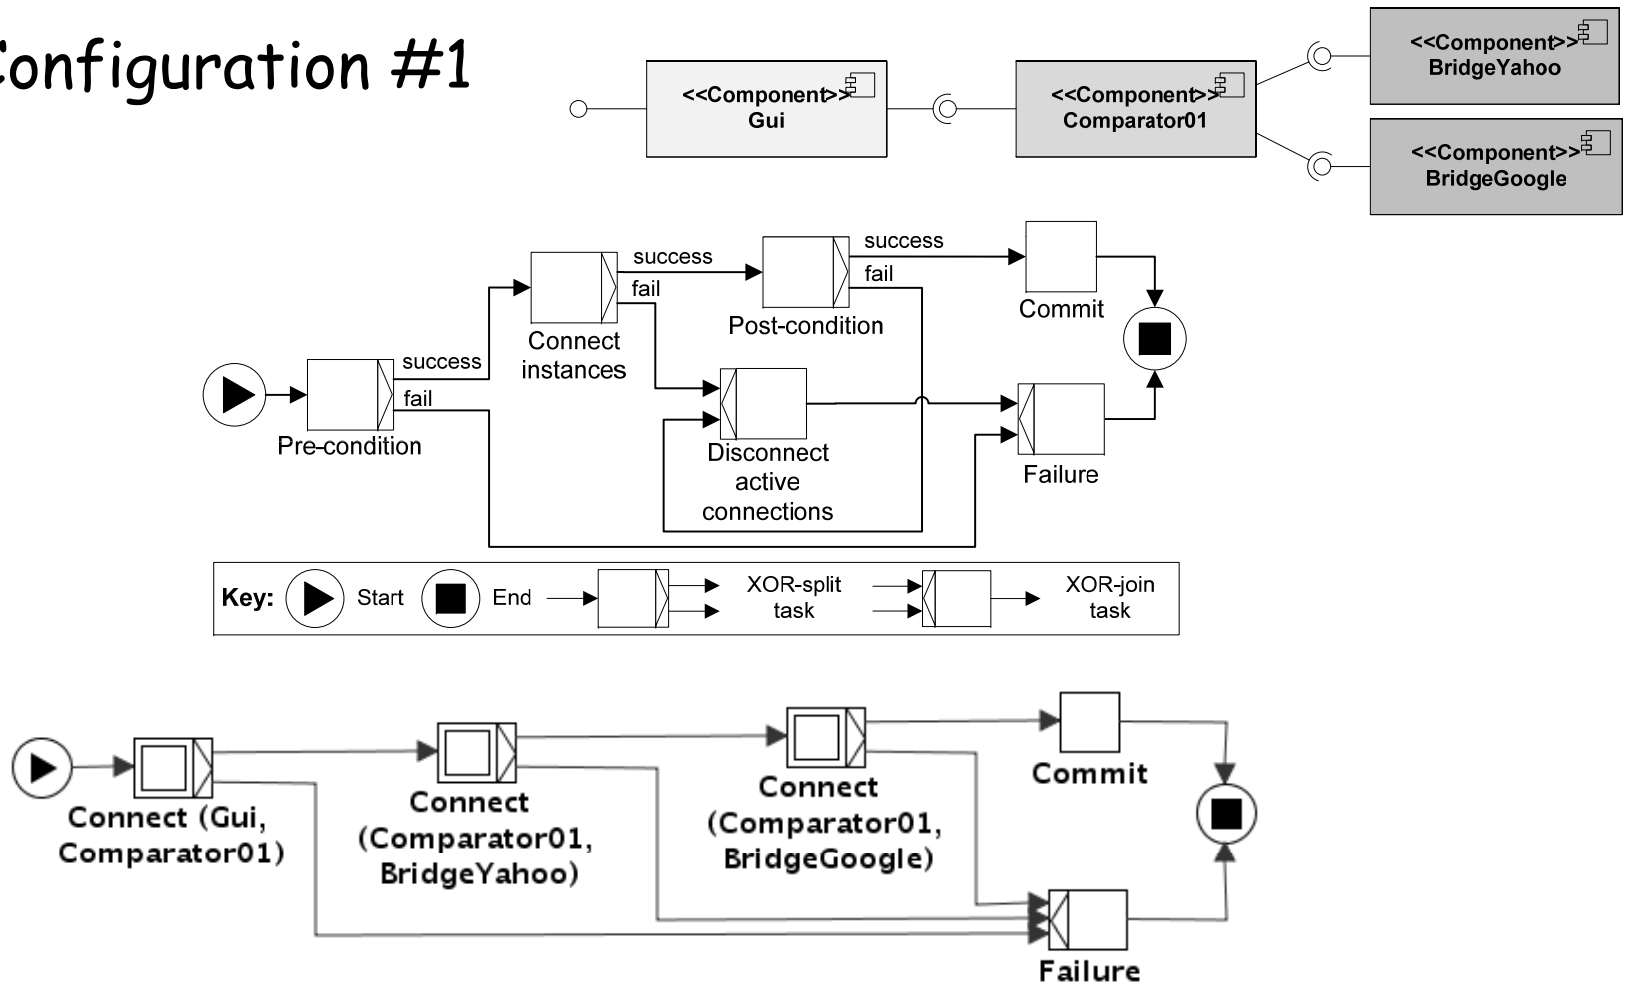 Configuration #1
<<Component>>
Gui
<<Component>>
Comparator01
<<Component>>
BridgeYahoo
<<Component>>
BridgeGoogle
success
fail
Pre-condition
success
fail
Connect
instances
success
fail
Post-condition
Commit
Disconnect
active
connections
Failure
Key:
Start
End
XOR-split
task
XOR-join
task
Connect (Gui,
Comparator01)
Connect
(Comparator01,
BridgeYahoo)
Connect
(Comparator01,
BridgeGoogle)
Commit
Failure